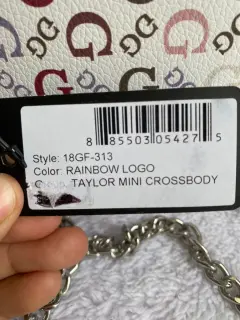 G G G G
8 85503 05427 5
Style: 18GF-313
Color: RAINBOW LOGO
TAYLOR MINI CROSSBODY